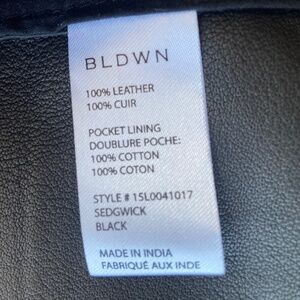 BLDWN
100% LEATHER
100% CUIR
POCKET LINING
DOUBLURE POCHE:
100% COTTON
100% COTON
STYLE # 15L0041017
SEDGWICK
BLACK
MADE IN INDIA
FABRIQUÉ AUX INDE